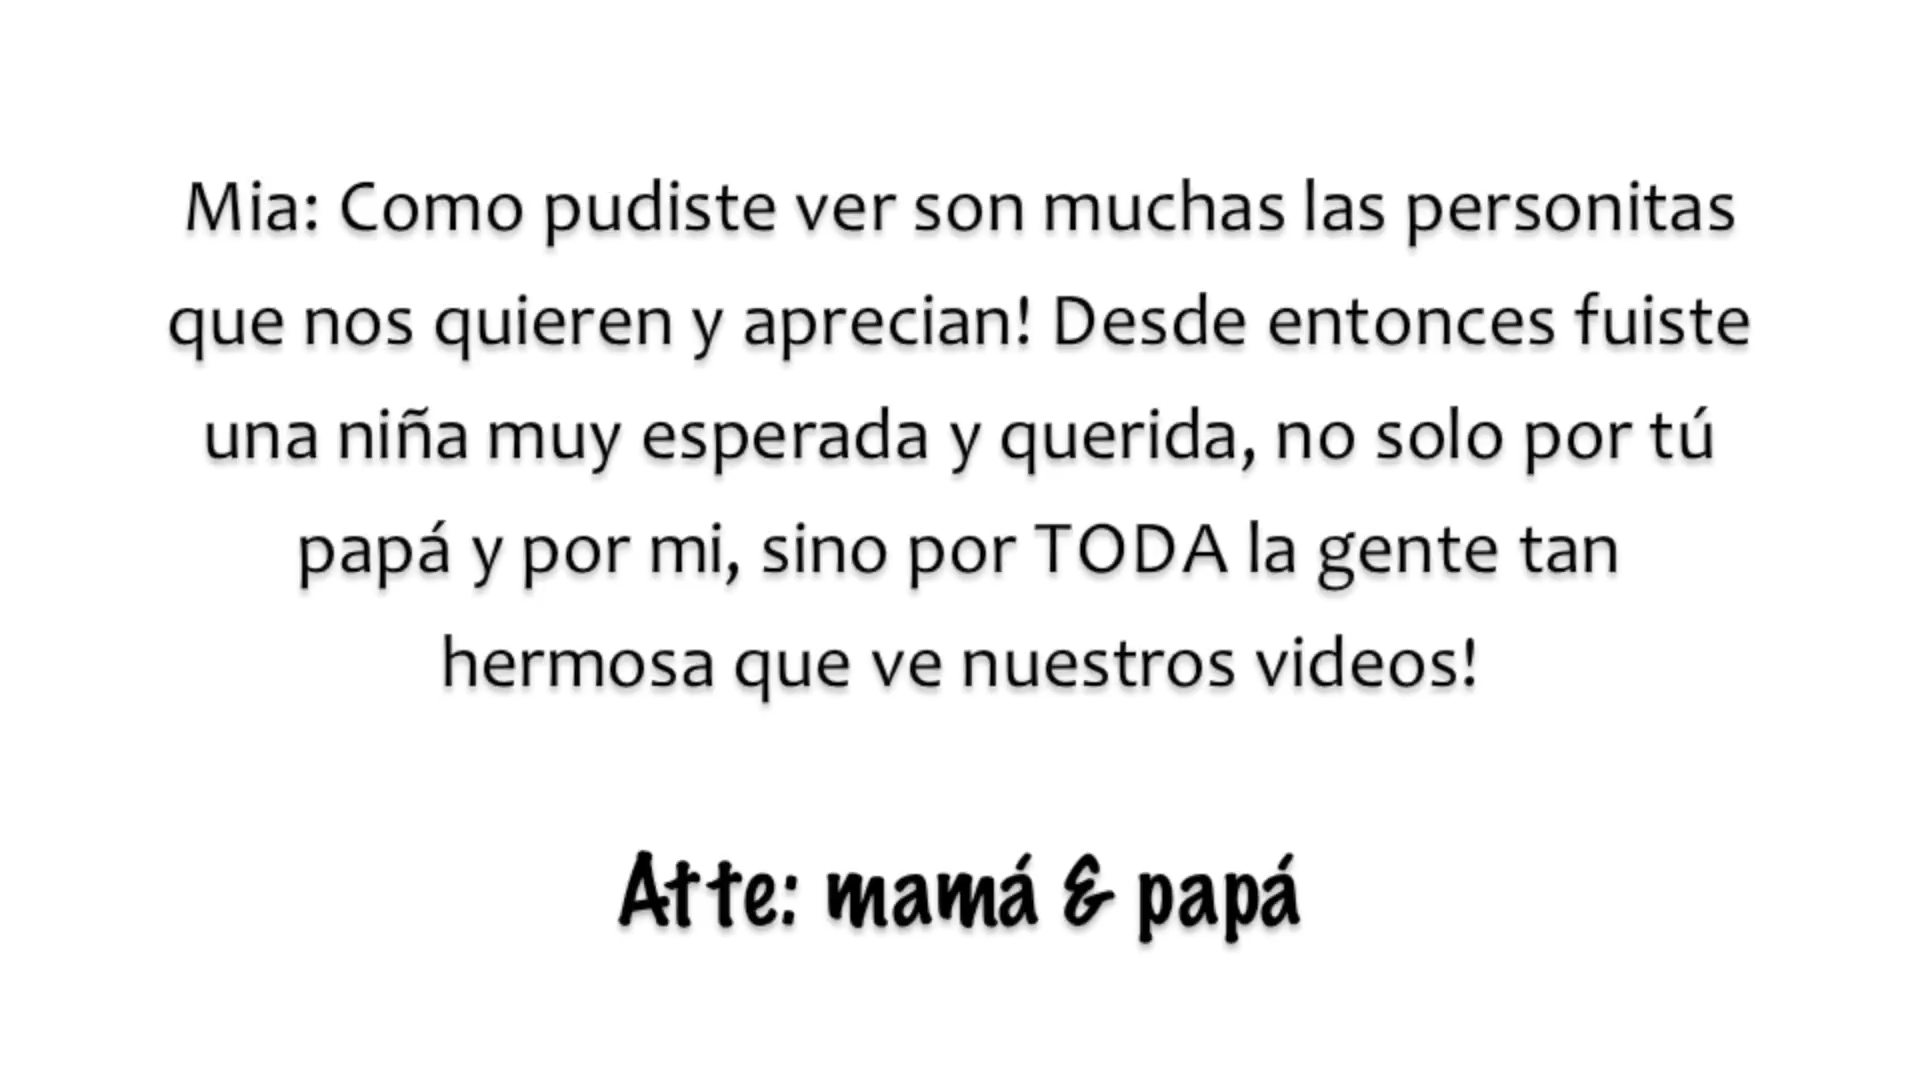 Mia: Como pudiste ver son muchas las personitas
que nos quieren y aprecian! Desde entonces fuiste
una niña muy esperada y querida, no solo por tú
papá y por mi, sino por TODA la gente tan
hermosa que ve nuestros videos!
Atte: mamá & papá